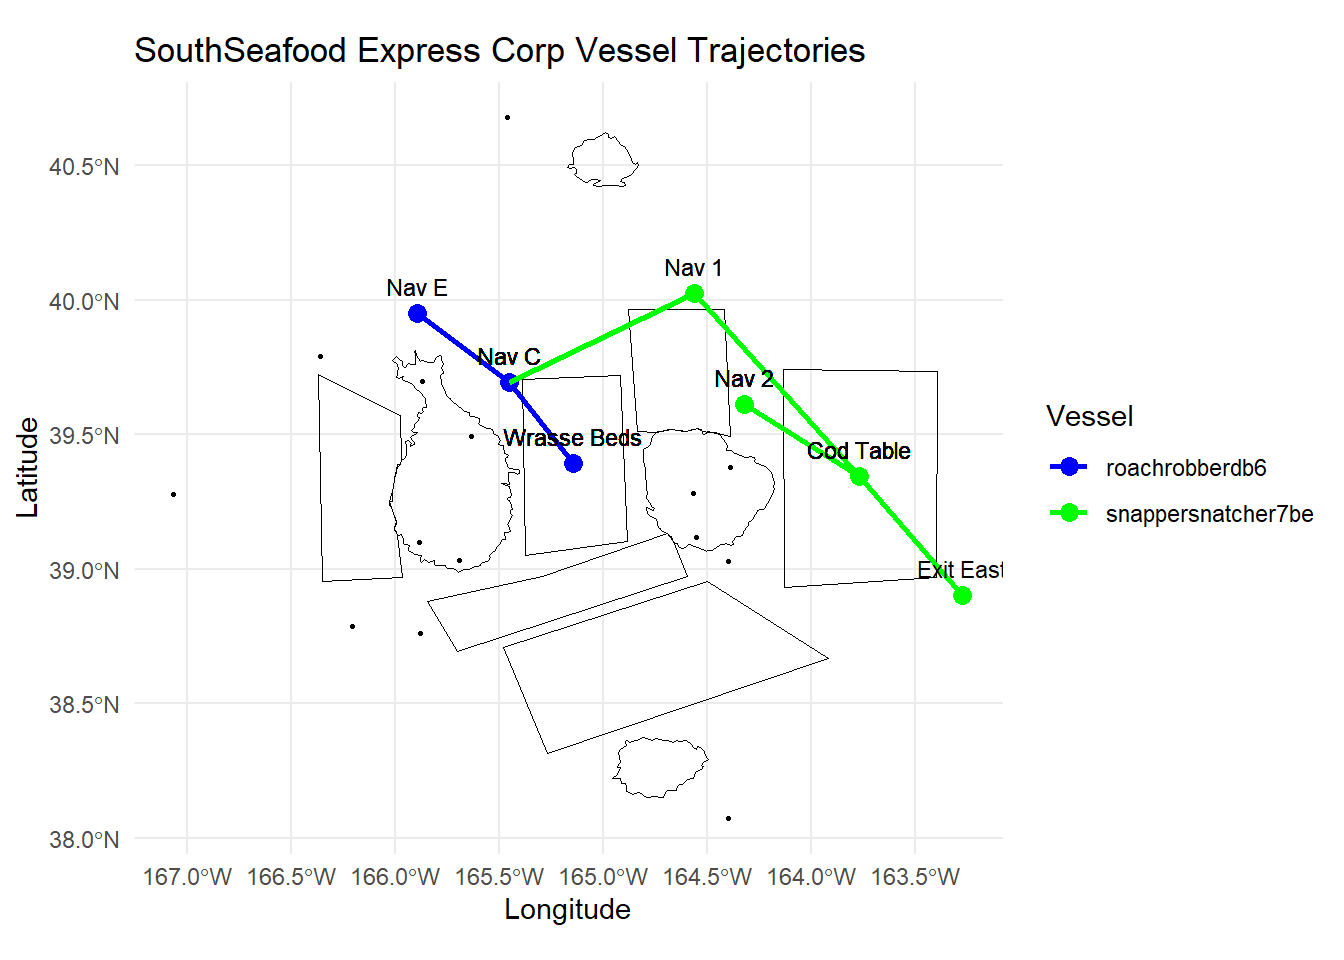 SouthSeafood Express Corp Vessel Trajectories
40.5°N
40.0°N
39.5°N
39.0°N
38.5°N
38.0°N
Latitude
Nav 1
Nav E
Nav C
Nav 2
Wrasse Beds
Cod Table
Exit East
167.0°W 166.5°W 166.0°W 165.5°W 165.0°W 164.5°W 164.0°W 163.5°W
Longitude
Vessel
roachrobberdb6
snappersnatcher7be